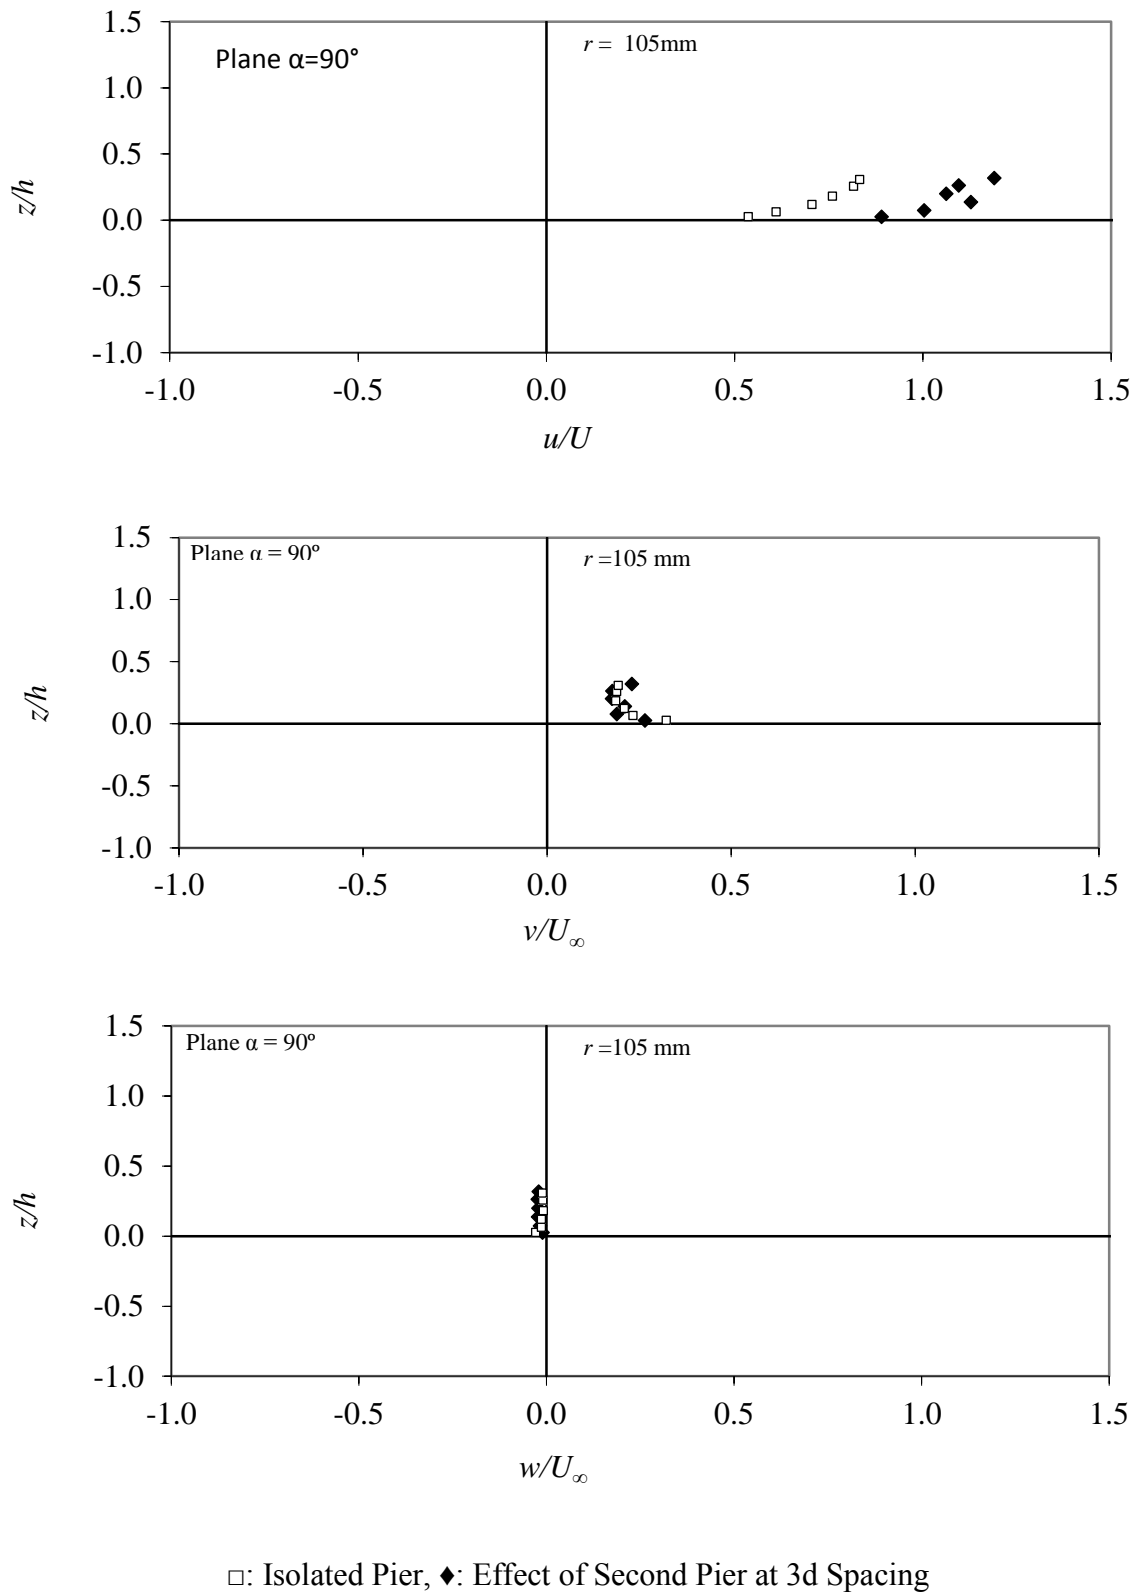 1.5
Plane α=90°
r = 105mm
1.0
0.5
z/h
0.0
-0.5
-1.0
-1.0 -0.5 0.0 0.5 1.0 1.5
u/U
1.5
Plane α = 90º
r =105 mm
1.0
0.5
z/h
0.0
-0.5
-1.0
-1.0 -0.5 0.0 0.5 1.0 1.5
v/U∞
1.5
Plane α = 90º
r =105 mm
1.0
0.5
z/h
0.0
-0.5
-1.0
-1.0 -0.5 0.0 0.5 1.0 1.5
w/U∞
□: Isolated Pier, ♦: Effect of Second Pier at 3d Spacing